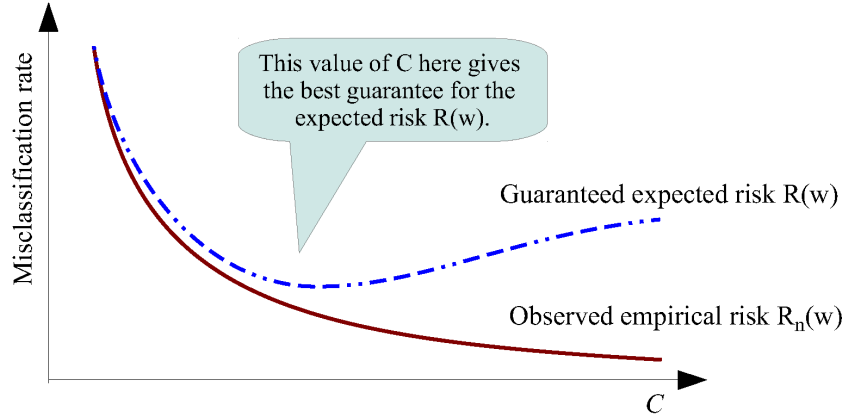 This value of C here gives
the best guarantee for the
expected risk R(w).
Misclassification rate
Guaranteed expected risk R(w)
Observed empirical risk Rn(w)
C